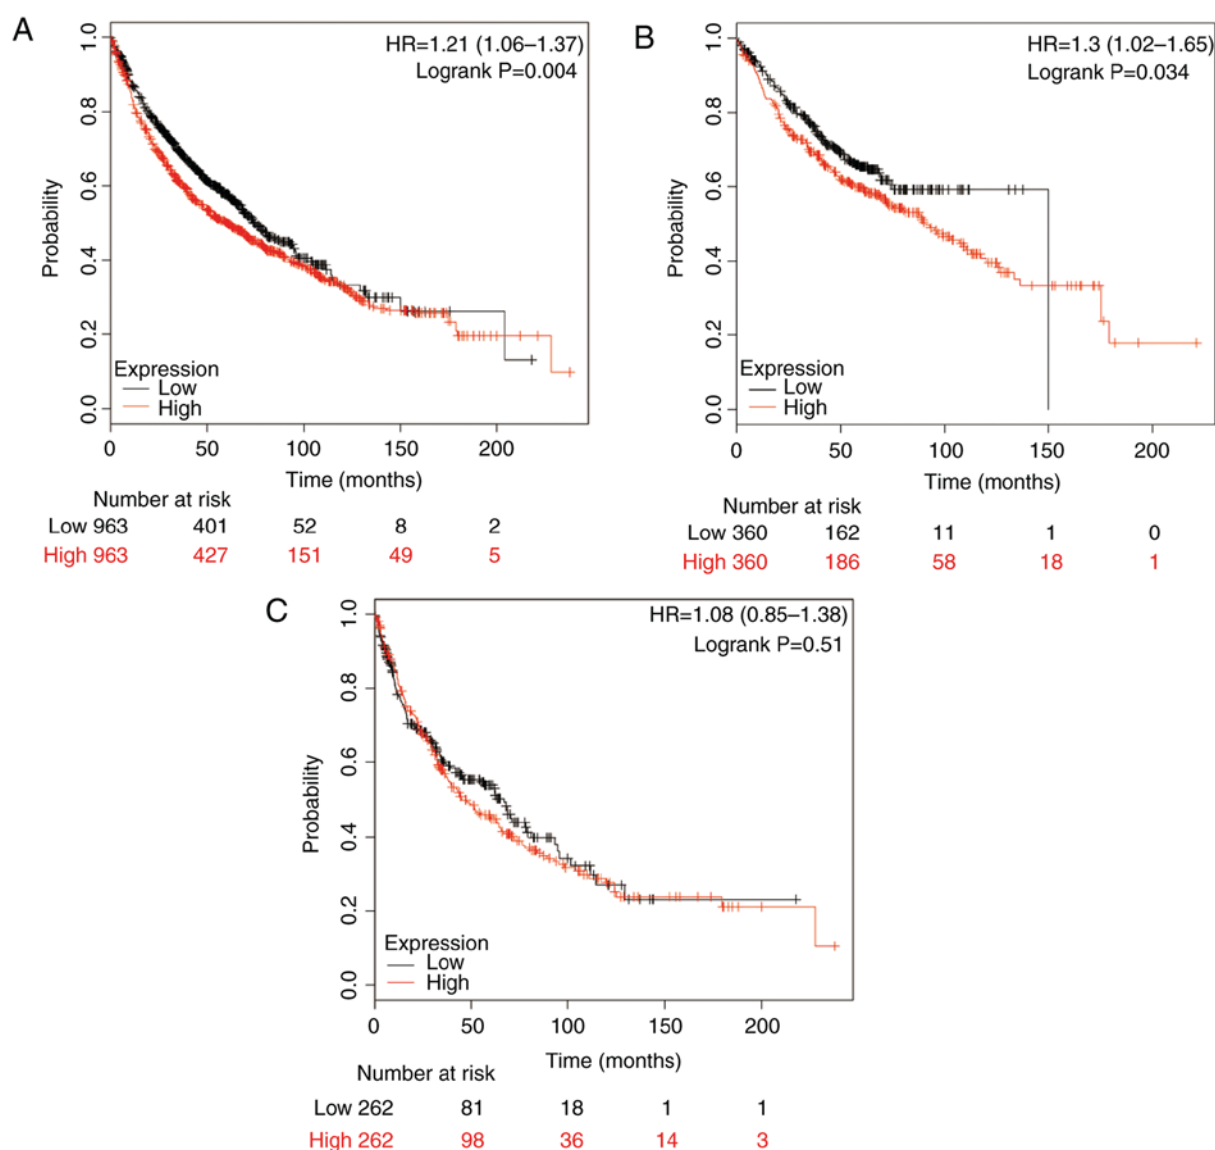 A
HR=1.21 (1.06–1.37)
Logrank P=0.004
Probability
1.0
0.8
0.6
0.4
0.2
0.0
Expression
Low
High
0 50 100 150 200
Time (months)
Number at risk
Low 963 401 52 8 2
High 963 427 151 49 5
B
HR=1.3 (1.02–1.65)
Logrank P=0.034
Probability
1.0
0.8
0.6
0.4
0.2
0.0
Expression
Low
High
0 50 100 150 200
Time (months)
Number at risk
Low 360 162 11 1 0
High 360 186 58 18 1
C
HR=1.08 (0.85–1.38)
Logrank P=0.51
Probability
1.0
0.8
0.6
0.4
0.2
0.0
Expression
Low
High
0 50 100 150 200
Time (months)
Number at risk
Low 262 81 18 1 1
High 262 98 36 14 3